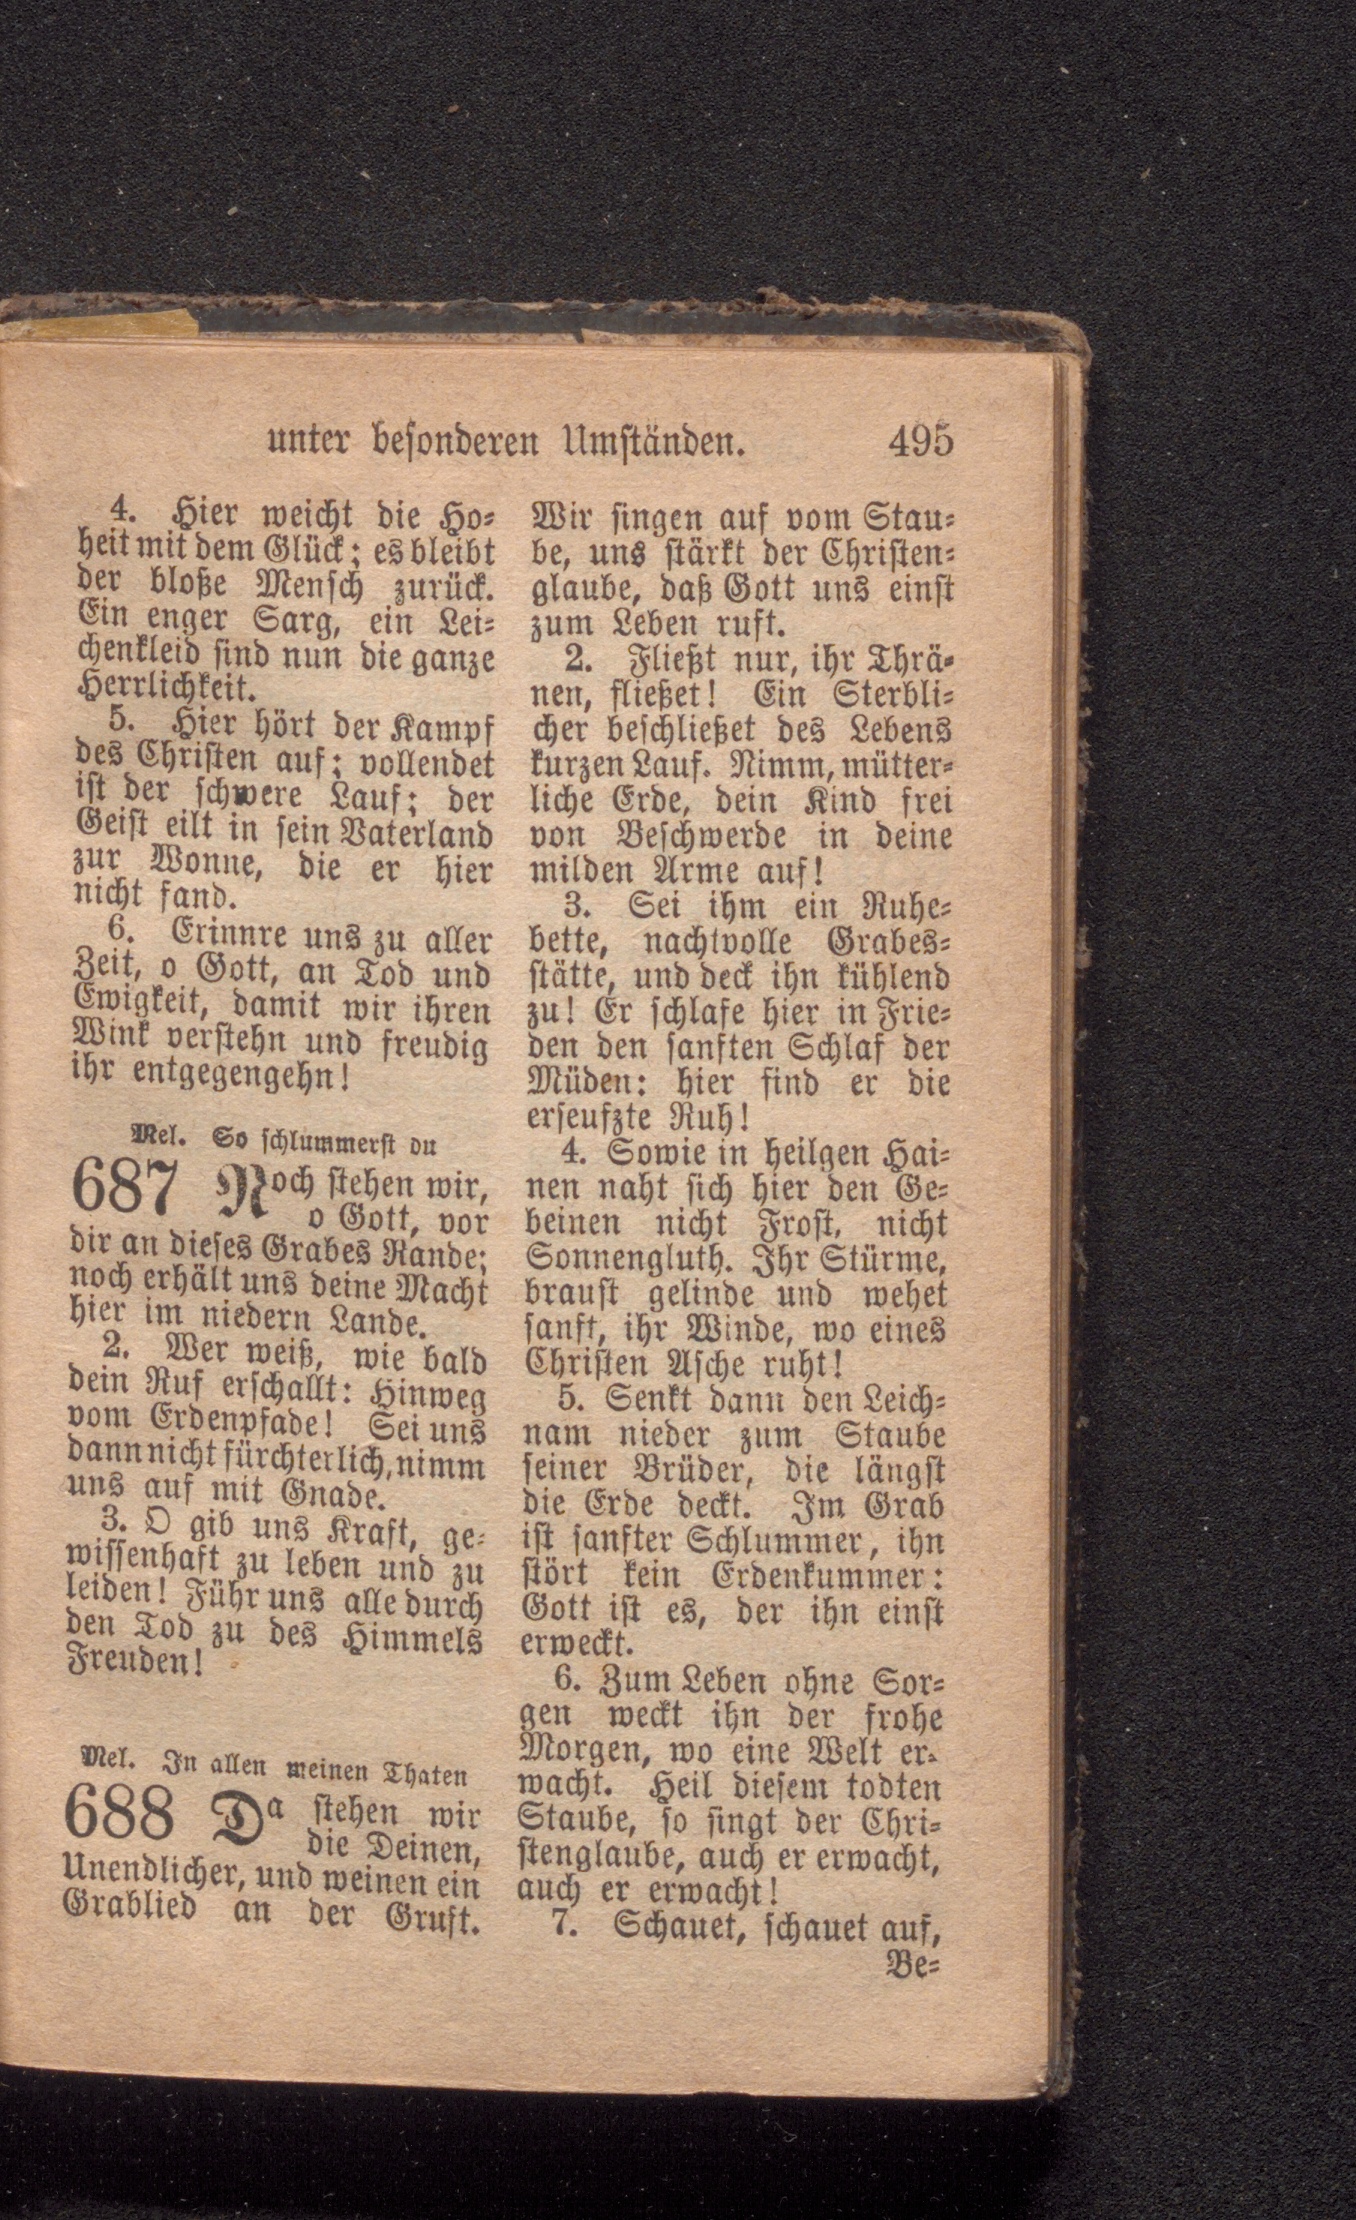 unter besonderen Umständen. 495
4. Hier weicht die Ho-
heit mit dem Glück; es bleibt
der bloße Mensch zurück.
Ein enger Sarg, ein Lei-
chenkleid sind nun die ganze
Herrlichkeit.
5. Hier hört der Kampf
des Christen auf; vollendet
ist der schwere Lauf; der
Geist eilt in sein Vaterland
zur Wonne, die er hier
nicht fand.
6. Erinnre uns zu aller
Zeit, o Gott, an Tod und
Ewigkeit, damit wir ihren
Wink verstehn und freudig
ihr entgegengehn!
Mel. So schlummerst du
687 Noch stehen wir,
o Gott, vor
dir an dieses Grabes Rande;
noch erhält uns deine Macht
hier im niedern Lande.
2. Wer weiß, wie bald
dein Ruf erschallt: Hinweg
vom Erdenpfade! Sei uns
dann nicht fürchterlich, nimm
uns auf mit Gnade.
3. O gib uns Kraft, ge-
wissenhaft zu leben und zu
leiden! Führ uns alle durch
den Tod zu des Himmels
Freuden!
Mel. In allen meinen Thaten
688 Da stehen wir
die Deinen,
Unendlicher, und weinen ein
Grablied an der Gruft.
Wir singen auf vom Stau-
be, uns stärkt der Christen-
glaube, daß Gott uns einst
zum Leben ruft.
2. Fließt nur, ihr Thrä-
nen, fließet! Ein Sterbli-
cher beschließet des Lebens
kurzen Lauf. Nimm, mütter-
liche Erde, dein Kind frei
von Beschwerde in deine
milden Arme auf!
3. Sei ihm ein Ruhe-
bette, nachtvolle Grabes-
stätte, und deck ihn kühlend
zu! Er schlafe hier in Frie-
den den sanften Schlaf der
Müden: hier find er die
erseufzte Ruh!
4. Sowie in heilgen Hai-
nen naht sich hier den Ge-
beinen nicht Frost, nicht
Sonnengluth. Ihr Stürme,
braust gelinde und wehet
sanft, ihr Winde, wo eines
Christen Asche ruht!
5. Senkt dann den Leich-
nam nieder zum Staube
seiner Brüder, die längst
die Erde deckt. Im Grab
ist sanfter Schlummer, ihn
stört kein Erdenkummer:
Gott ist es, der ihn einst
erweckt.
6. Zum Leben ohne Sor-
gen weckt ihn der frohe
Morgen, wo eine Welt er-
wacht. Heil diesem todten
Staube, so singt der Chri-
stenglaube, auch er erwacht,
auch er erwacht!
7. Schauet, schauet auf,
Be-